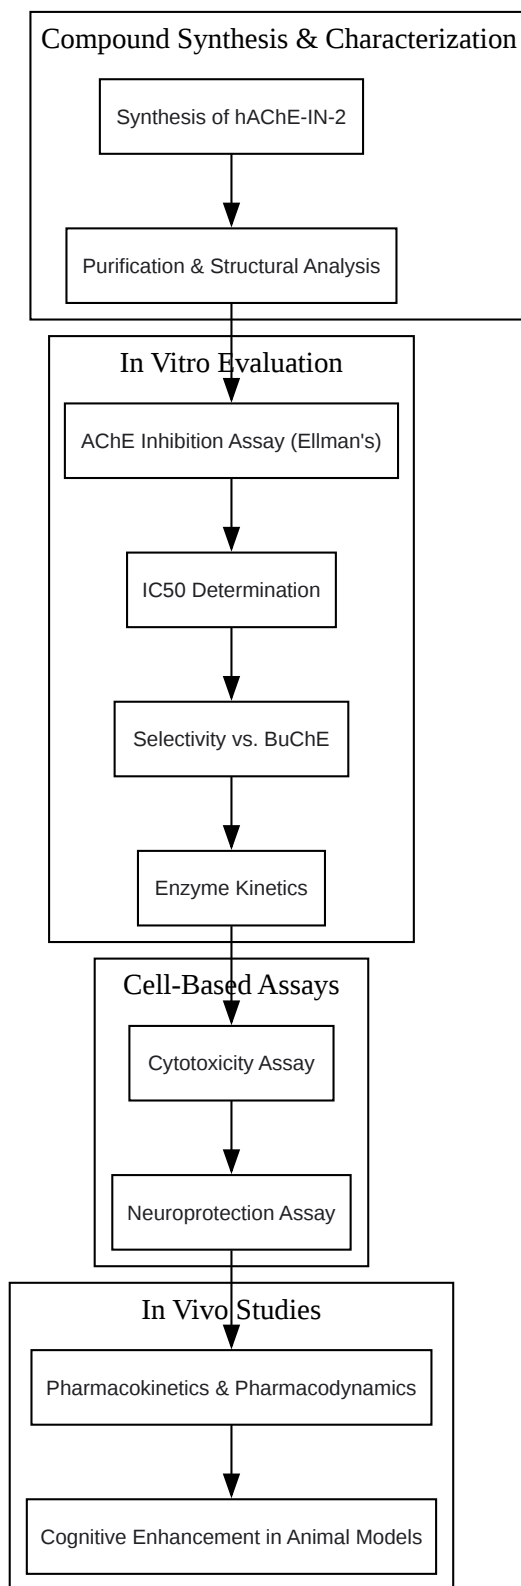 Compound Synthesis & Characterization
Synthesis of hAChE-IN-2
Purification & Structural Analysis
In Vitro Evaluation
AChE Inhibition Assay (Ellman's)
IC50 Determination
Selectivity vs. BuChE
Enzyme Kinetics
Cell-Based Assays
Cytotoxicity Assay
Neuroprotection Assay
In Vivo Studies
Pharmacokinetics & Pharmacodynamics
Cognitive Enhancement in Animal Models